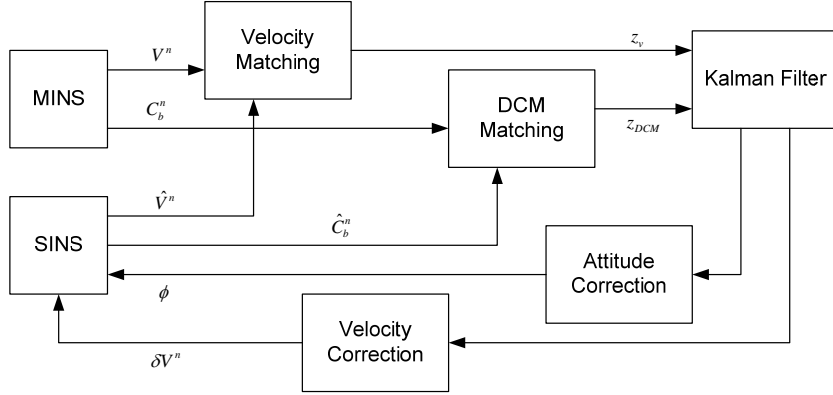 Velocity
Matching
V^n
z_v
MINS
Kalman Filter
DCM
Matching
C_b^n
z_DCM
V̂^n
SINS
Ĉ_b^n
Attitude
Correction
ϕ
Velocity
Correction
δV^n